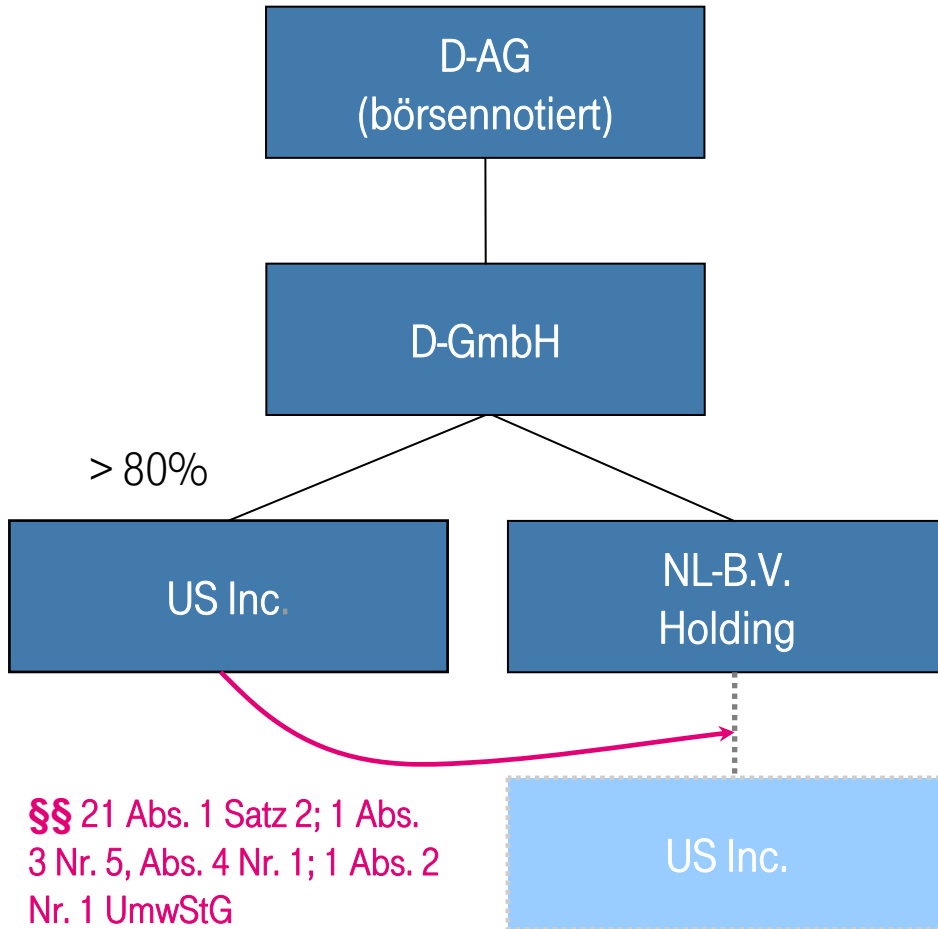 D-AG
(börsennotiert)
D-GmbH
> 80%
US Inc.
NL-B.V.
Holding
§§ 21 Abs. 1 Satz 2; 1 Abs.
3 Nr. 5, Abs. 4 Nr. 1; 1 Abs. 2
Nr. 1 UmwStG
US Inc.